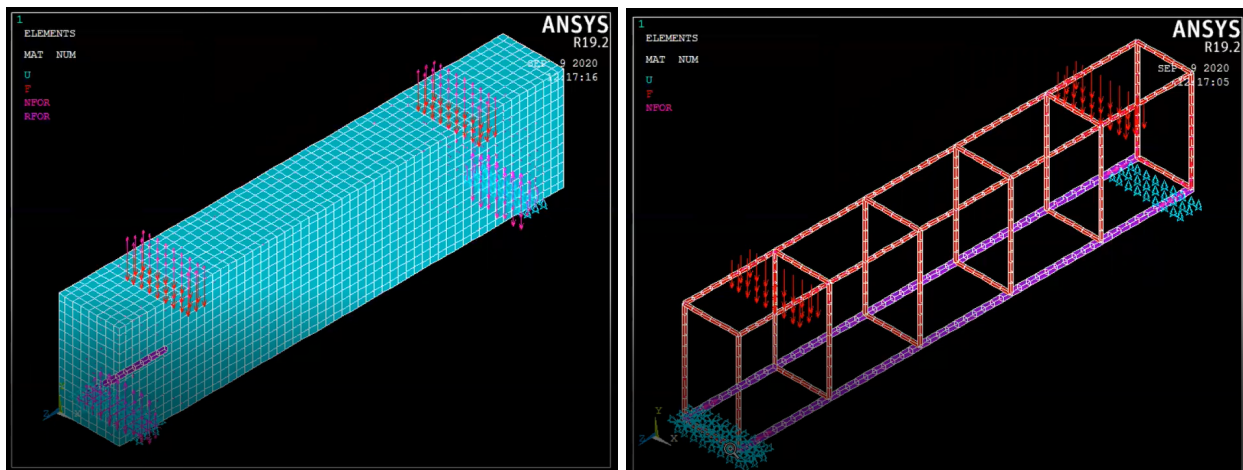 1
ANSYS
R19.2
ELEMENTS
MAT NUM
U
F
NFOR
RFOR
SEP 9 2020
12:17:16
Z
1
ANSYS
R19.2
ELEMENTS
MAT NUM
U
F
NFOR
SEP 9 2020
12:17:05
Y
Z
X